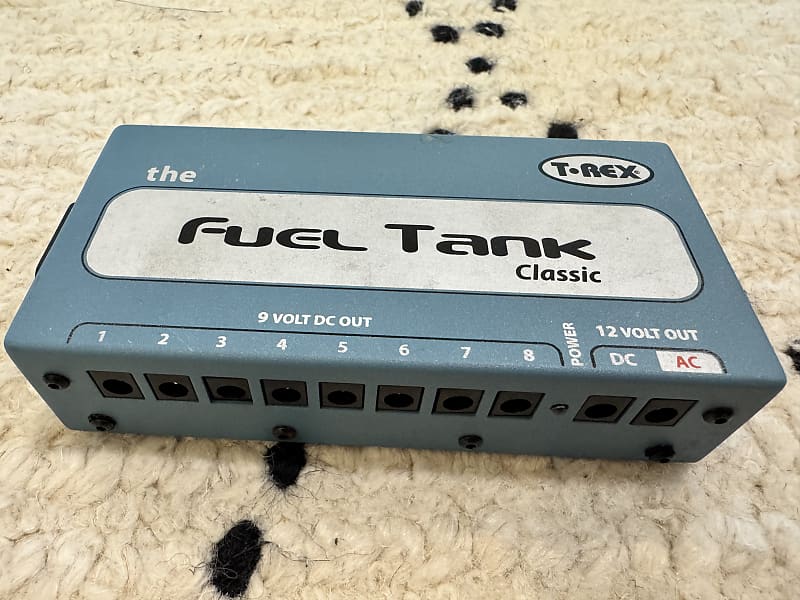 the
T·REX
Fuel Tank
Classic
9 VOLT DC OUT
1 2 3 4 5 6 7 8
POWER
12 VOLT OUT
DC AC